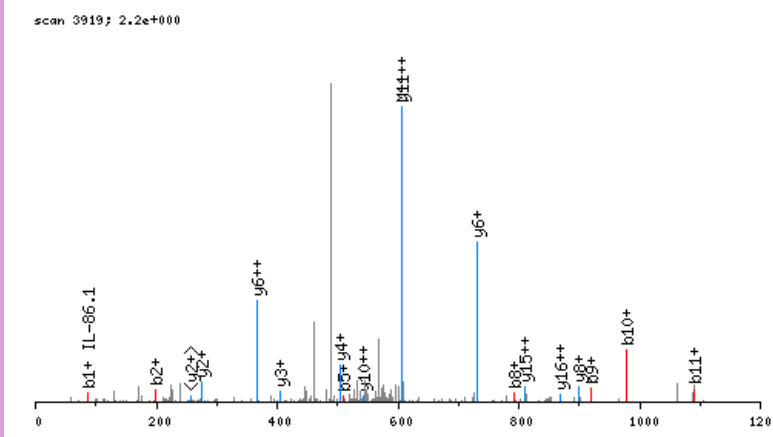 scan 3919; 2.2e+000
b1+ IL-86.1
b2+
<y2+>
y2+
y6++
y3+
y4+
b5+
y10++
y11++
y6+
b8+
y15++
y16++
y8+
b9+
b10+
b11+
0 200 400 600 800 1000 120